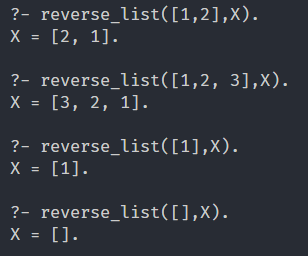 ?- reverse_list([1,2],X).
X = [2, 1].
?- reverse_list([1,2, 3],X).
X = [3, 2, 1].
?- reverse_list([1],X).
X = [1].
?- reverse_list([],X).
X = [].